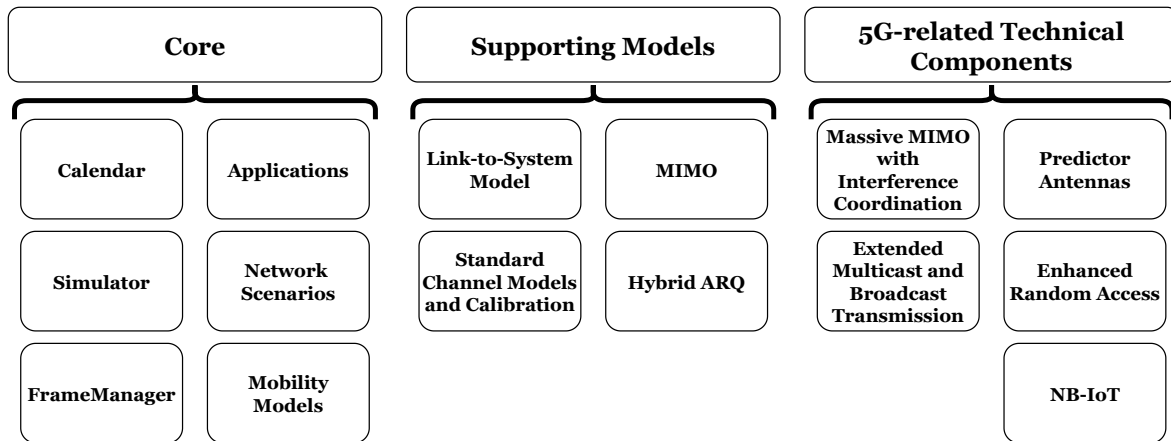 Core
Supporting Models
5G-related Technical
Components
Calendar
Applications
Link-to-System
Model
MIMO
Massive MIMO
with
Interference
Coordination
Predictor
Antennas
Simulator
Network
Scenarios
Standard
Channel Models
and Calibration
Hybrid ARQ
Extended
Multicast and
Broadcast
Transmission
Enhanced
Random Access
FrameManager
Mobility
Models
NB-IoT